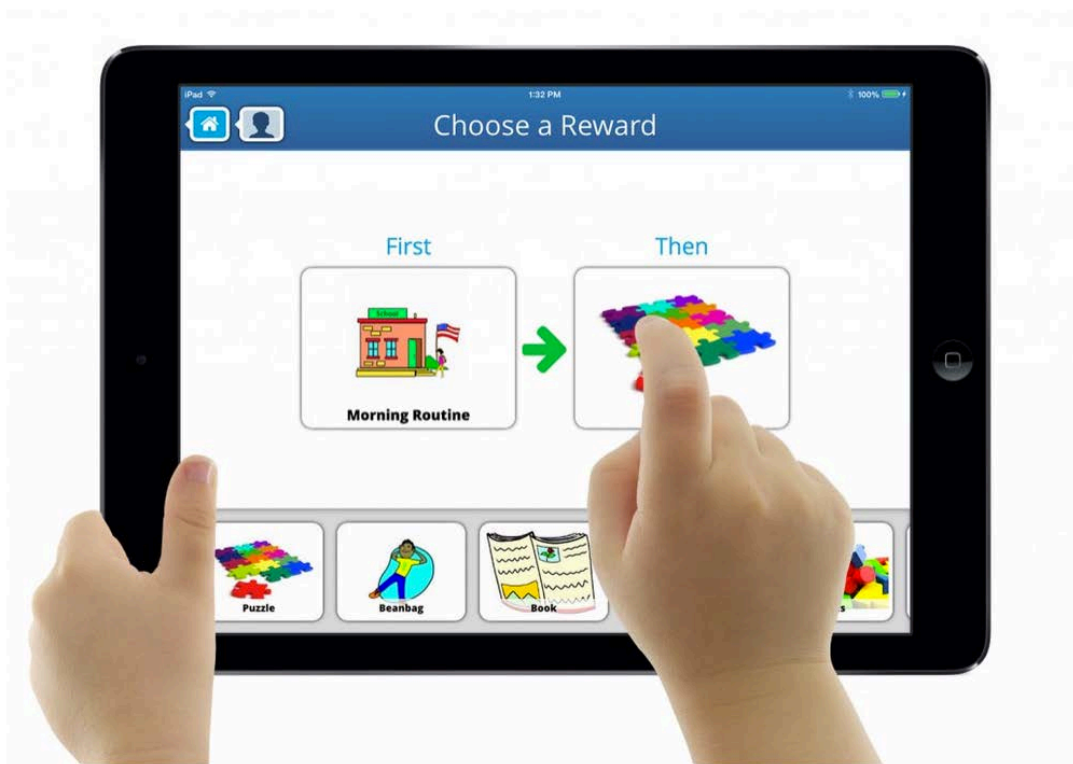 iPad
1:32 PM
100%
Choose a Reward
First
Then
School
Morning Routine
Puzzle
Beanbag
Book